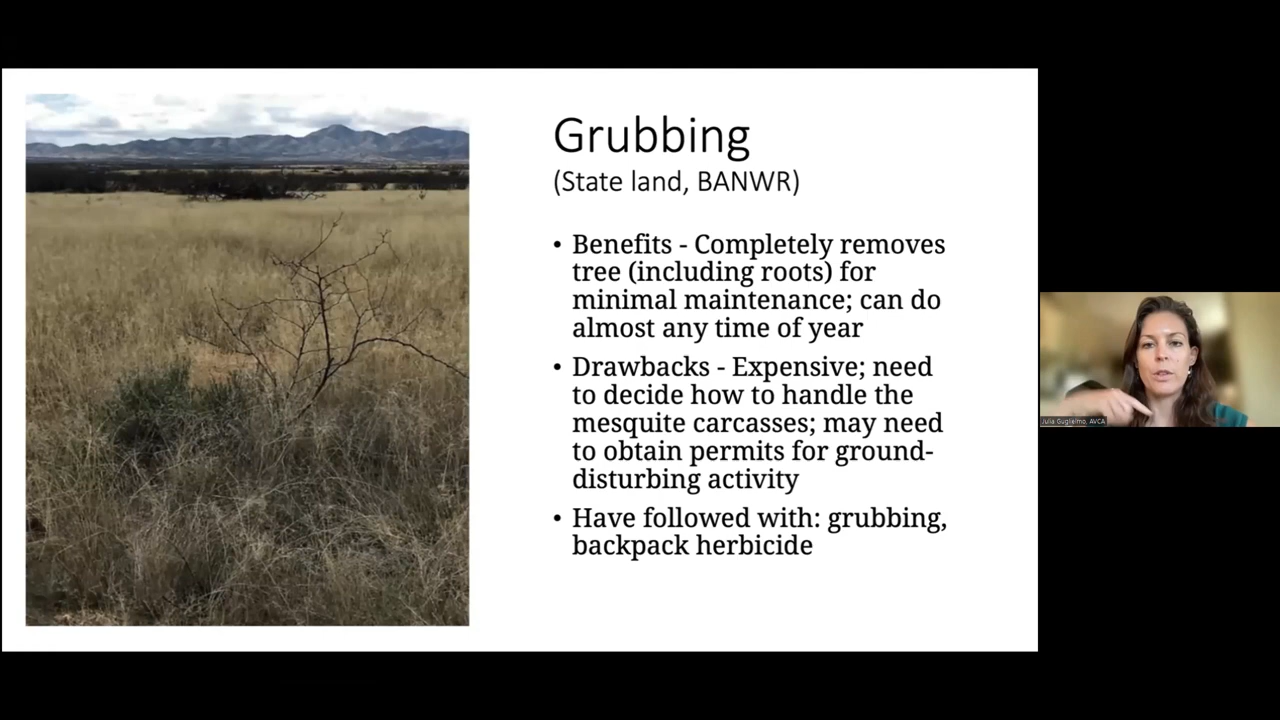 Grubbing
(State land, BANWR)
• Benefits - Completely removes
tree (including roots) for
minimal maintenance; can do
almost any time of year
• Drawbacks - Expensive; need
to decide how to handle the
mesquite carcasses; may need
to obtain permits for ground-
disturbing activity
• Have followed with: grubbing,
backpack herbicide
Julia Guglielmo, AVCA